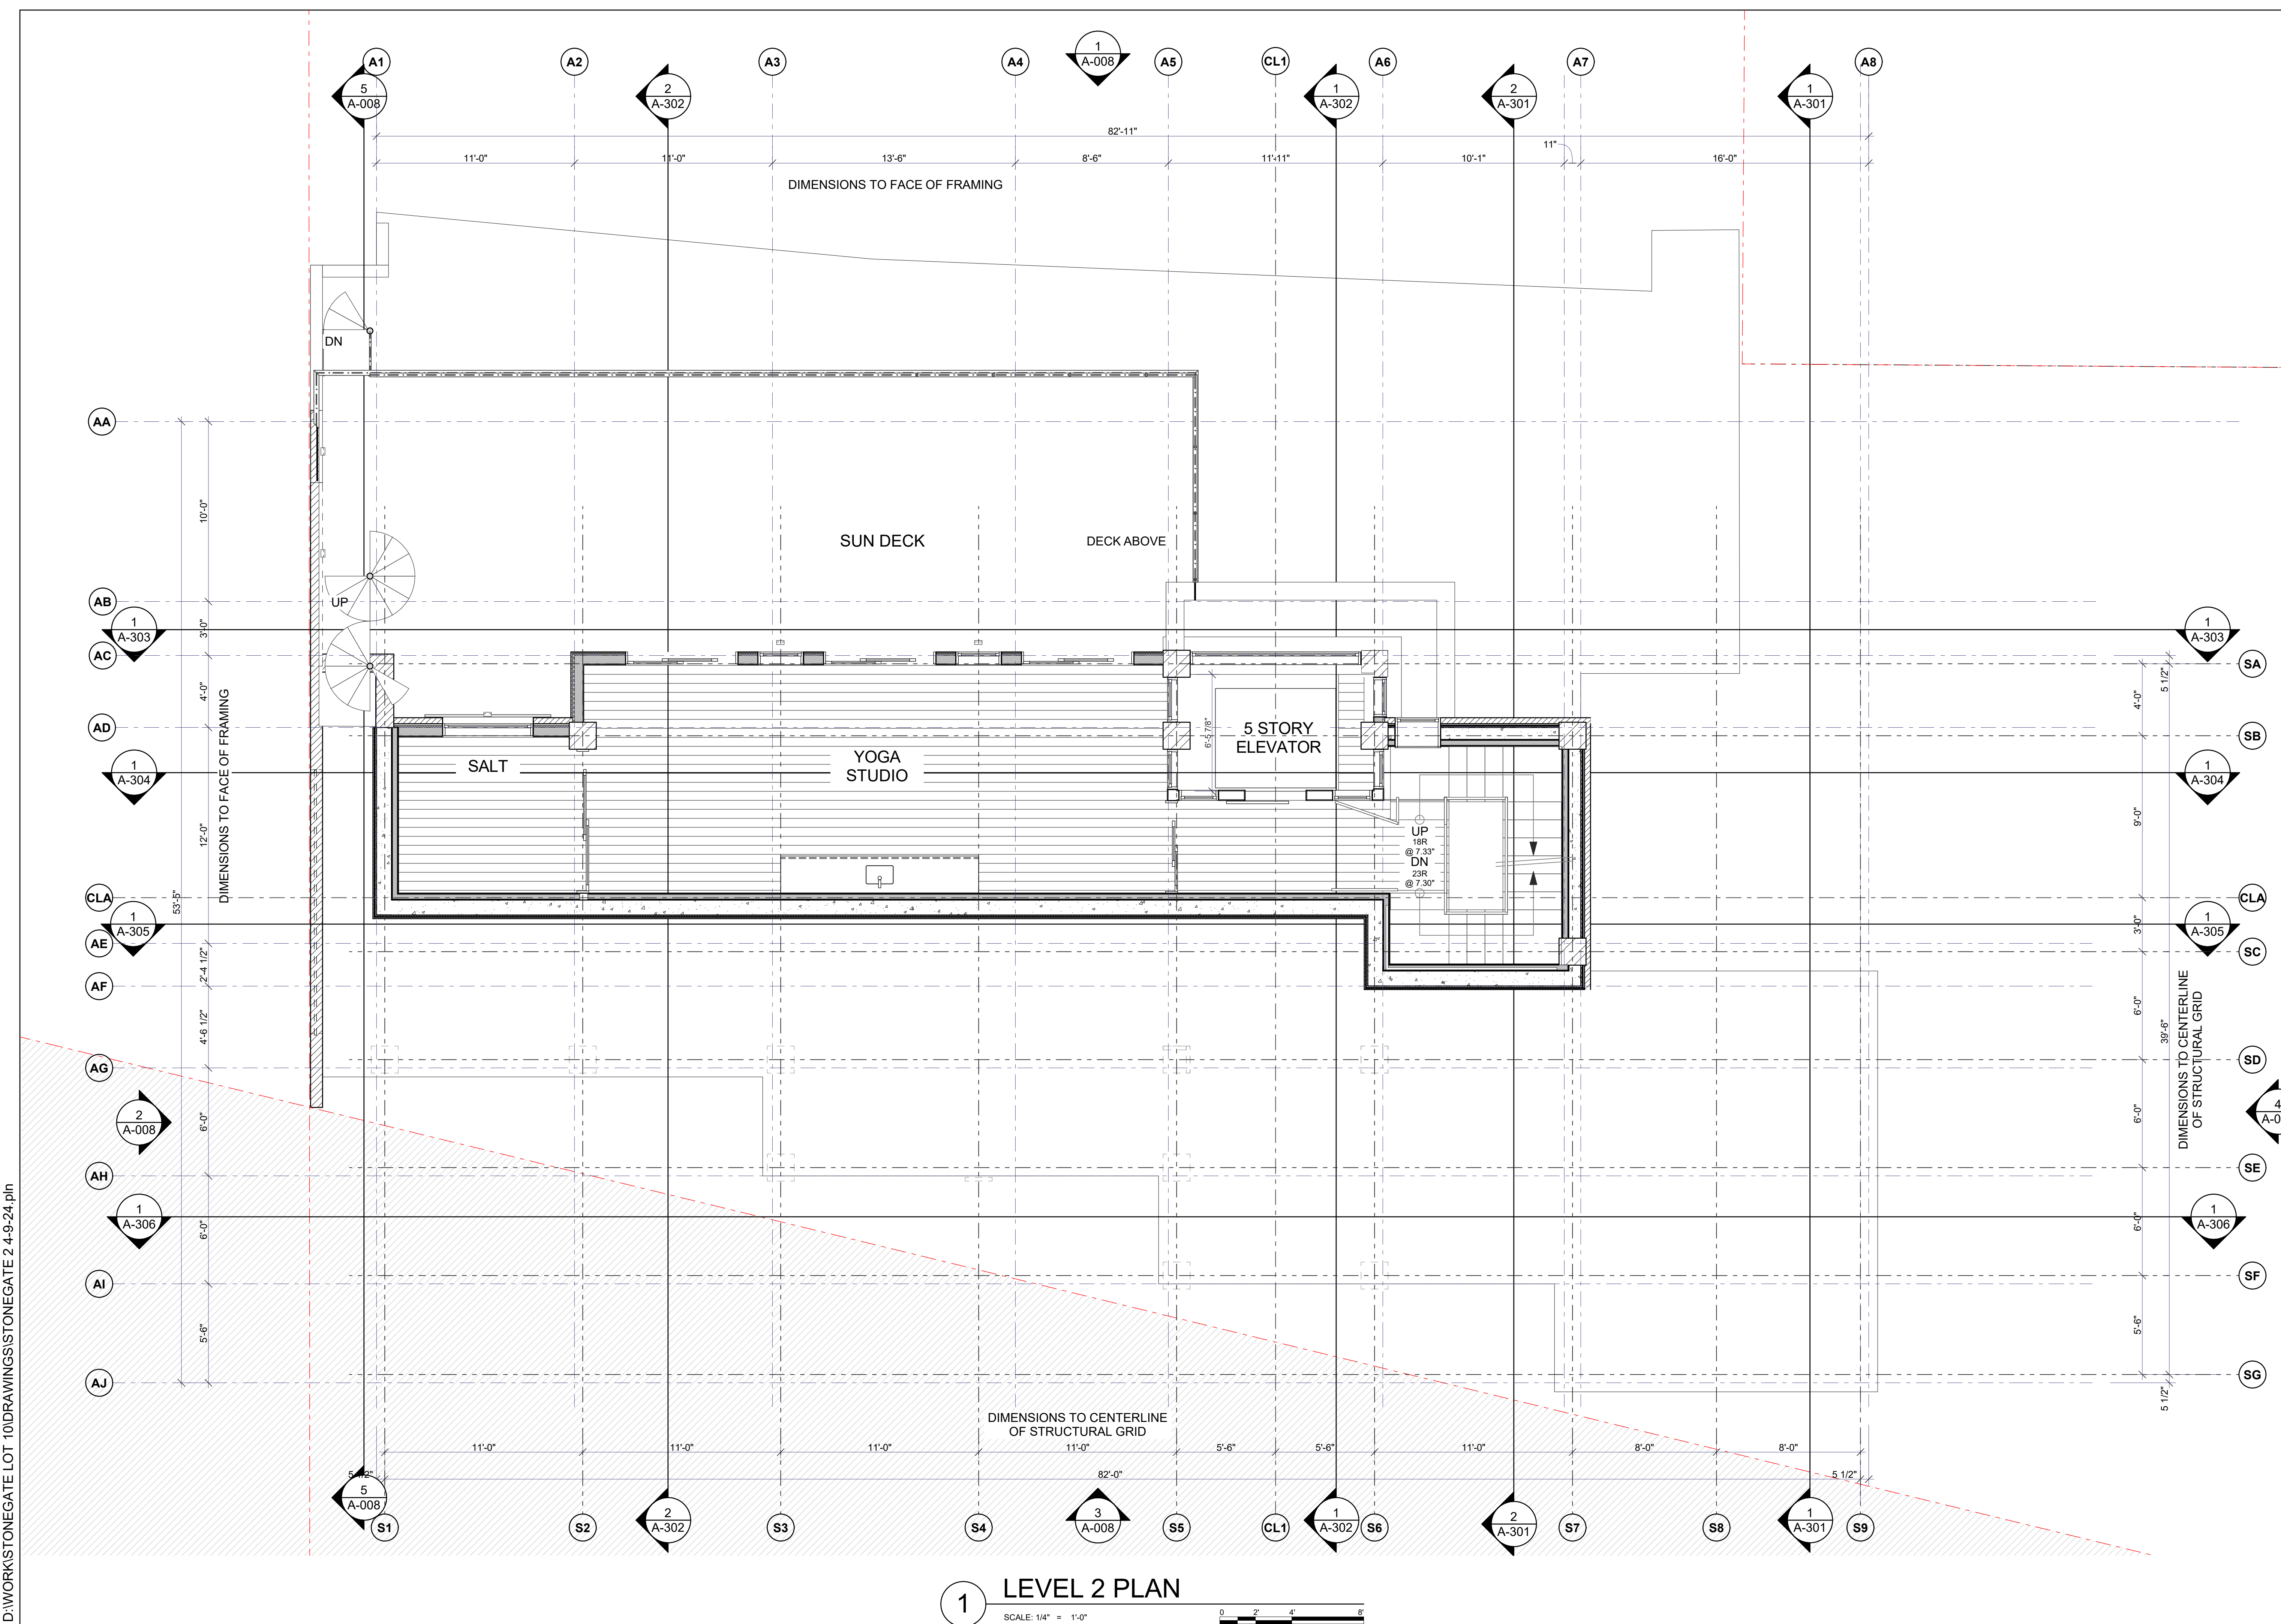 A1
A2
A3
A4
1
A-008
A5
CL1
A6
A7
A8
5
A-008
2
A-302
1
A-302
2
A-301
1
A-301
82'-11"
11'-0"
11'-0"
13'-6"
8'-6"
11'-11"
10'-1"
11"
16'-0"
DIMENSIONS TO FACE OF FRAMING
DN
AA
10'-0"
SUN DECK
DECK ABOVE
AB
UP
1
A-303
3'-0"
1
A-303
AC
SA
5 1/2"
4'-0"
4'-0"
AD
SB
DIMENSIONS TO FACE OF FRAMING
6'-5 7/8"
5 STORY
ELEVATOR
YOGA
STUDIO
SALT
1
A-304
1
A-304
12'-0"
9'-0"
UP
18R
@ 7.33"
DN
23R
@ 7.30"
CLA
CLA
53'-5"
1
A-305
3'-0"
1
A-305
AE
SC
2'-4 1/2"
AF
4'-6 1/2"
6'-0"
39'-6"
DIMENSIONS TO CENTERLINE
OF STRUCTURAL GRID
AG
SD
2
A-008
6'-0"
6'-0"
4
A-0
AH
SE
1
A-306
6'-0"
6'-0"
1
A-306
AI
SF
5'-6"
5'-6"
AJ
SG
5 1/2"
DIMENSIONS TO CENTERLINE
OF STRUCTURAL GRID
11'-0"
11'-0"
11'-0"
11'-0"
5'-6"
5'-6"
11'-0"
8'-0"
8'-0"
5 1/2"
82'-0"
5 1/2"
5
A-008
2
A-302
3
A-008
1
A-302
2
A-301
1
A-301
S1
S2
S3
S4
S5
CL1
S6
S7
S8
S9
D:\WORK\STONEGATE LOT 10\DRAWINGS\STONEGATE 2 4-9-24.pln
1
LEVEL 2 PLAN
SCALE: 1/4" = 1'-0"
0 2' 4' 8'